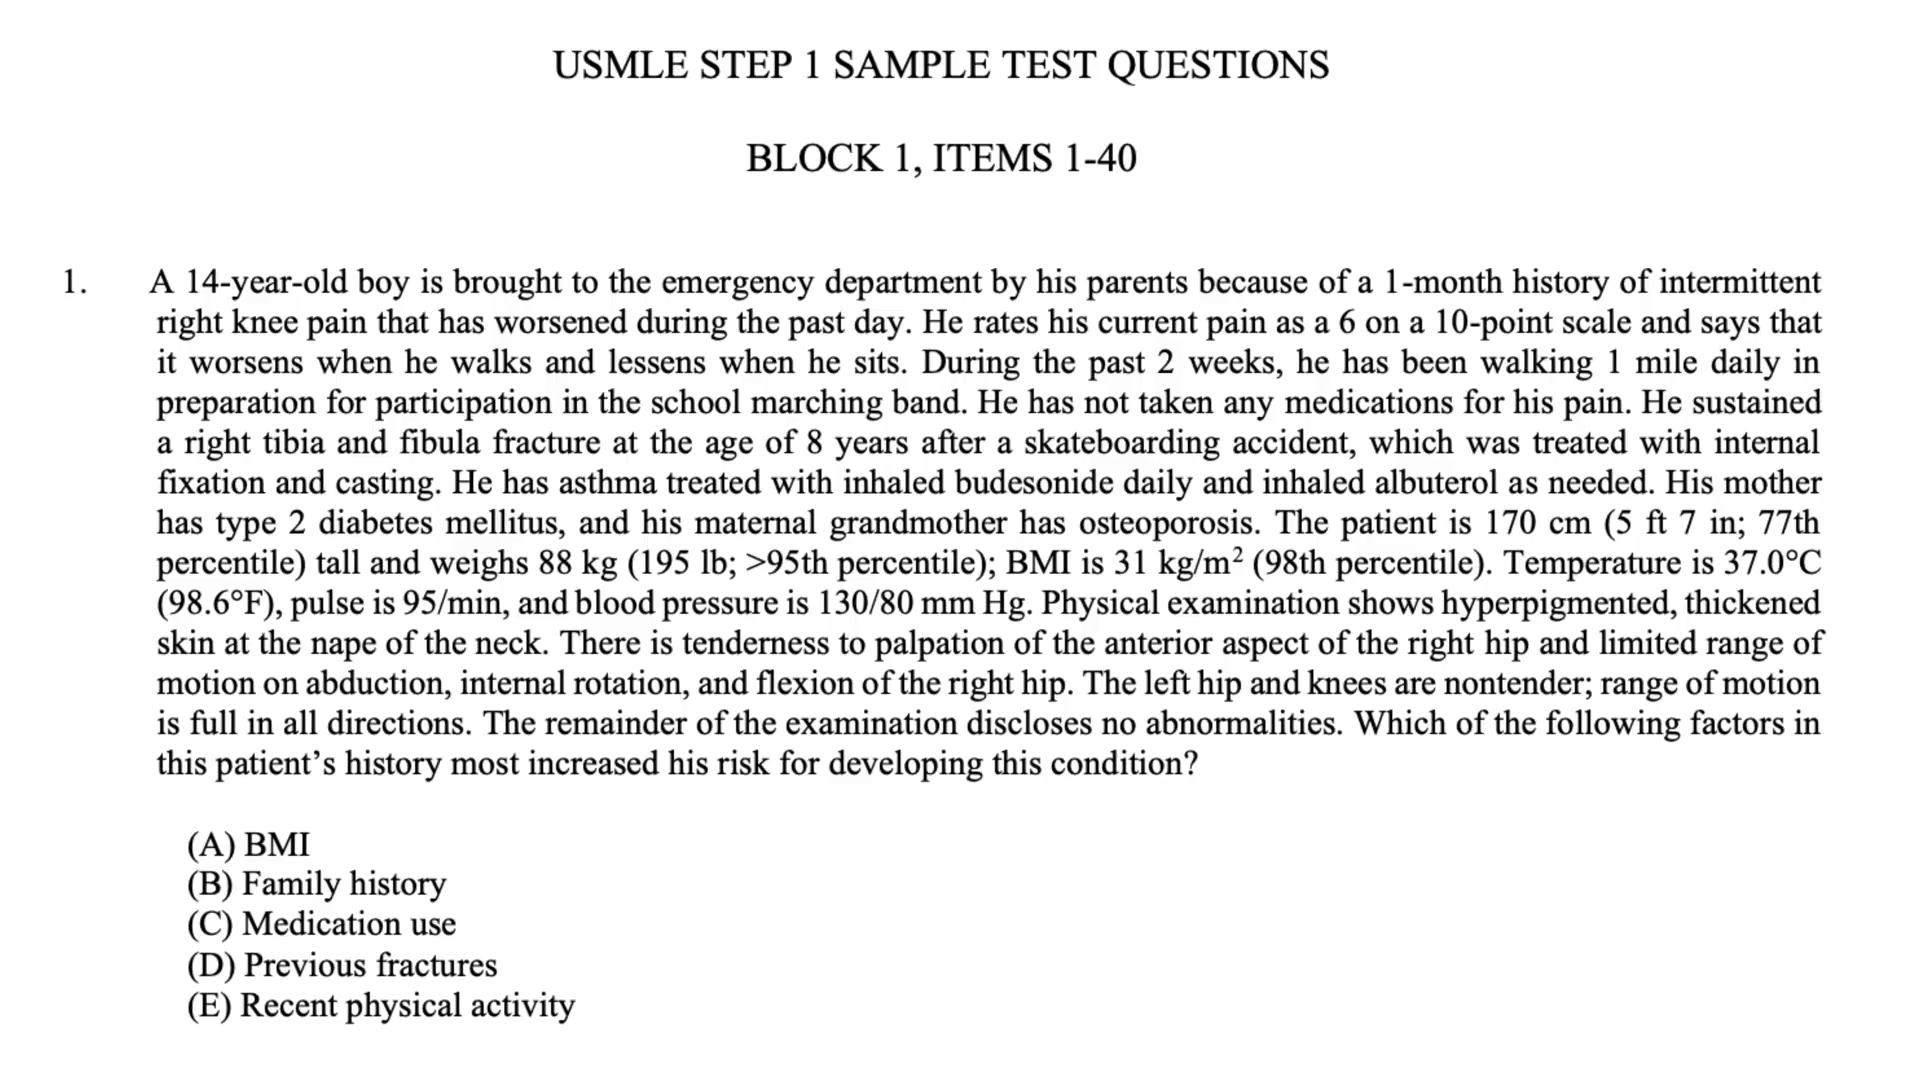 USMLE STEP 1 SAMPLE TEST QUESTIONS
BLOCK 1, ITEMS 1-40
1. A 14-year-old boy is brought to the emergency department by his parents because of a 1-month history of intermittent
right knee pain that has worsened during the past day. He rates his current pain as a 6 on a 10-point scale and says that
it worsens when he walks and lessens when he sits. During the past 2 weeks, he has been walking 1 mile daily in
preparation for participation in the school marching band. He has not taken any medications for his pain. He sustained
a right tibia and fibula fracture at the age of 8 years after a skateboarding accident, which was treated with internal
fixation and casting. He has asthma treated with inhaled budesonide daily and inhaled albuterol as needed. His mother
has type 2 diabetes mellitus, and his maternal grandmother has osteoporosis. The patient is 170 cm (5 ft 7 in; 77th
percentile) tall and weighs 88 kg (195 lb; >95th percentile); BMI is 31 kg/m² (98th percentile). Temperature is 37.0°C
(98.6°F), pulse is 95/min, and blood pressure is 130/80 mm Hg. Physical examination shows hyperpigmented, thickened
skin at the nape of the neck. There is tenderness to palpation of the anterior aspect of the right hip and limited range of
motion on abduction, internal rotation, and flexion of the right hip. The left hip and knees are nontender; range of motion
is full in all directions. The remainder of the examination discloses no abnormalities. Which of the following factors in
this patient’s history most increased his risk for developing this condition?
(A) BMI
(B) Family history
(C) Medication use
(D) Previous fractures
(E) Recent physical activity